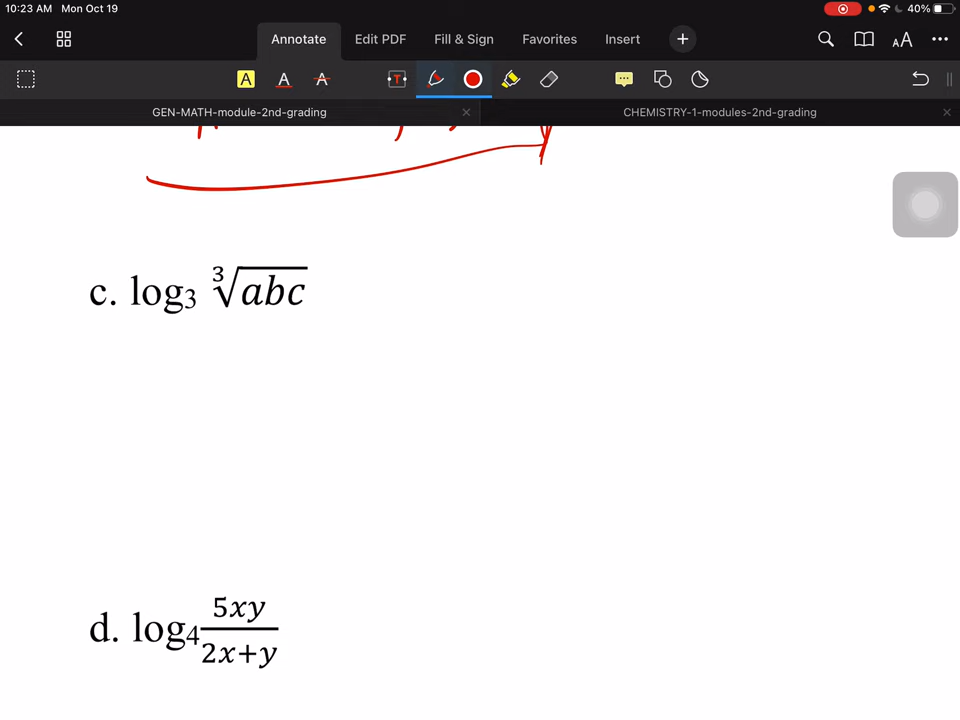 10:23 AM Mon Oct 19 40%
Annotate Edit PDF Fill & Sign Favorites Insert + AA
A A A T
GEN-MATH-module-2nd-grading × CHEMISTRY-1-modules-2nd-grading ×
c. log₃ ∛abc
d. log₄ 5xy
2x+y